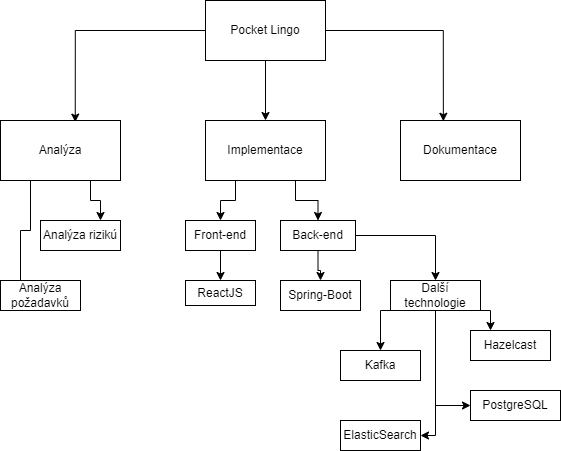 Pocket Lingo
Analýza
Implementace
Dokumentace
Analýza rizikú
Front-end
Back-end
Analýza
požadavků
ReactJS
Spring-Boot
Další
technologie
Hazelcast
Kafka
PostgreSQL
ElasticSearch